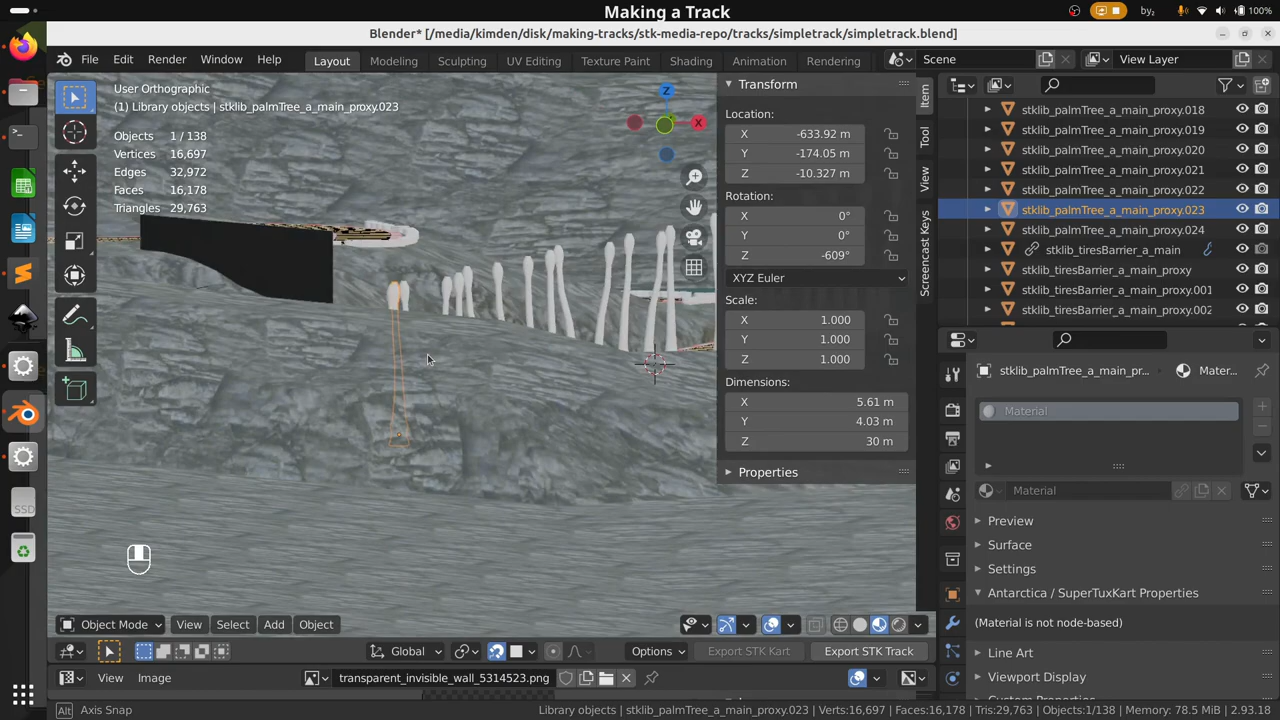 Making a Track
by₂
100%
Blender* [/media/kimden/disk/making-tracks/stk-media-repo/tracks/simpletrack/simpletrack.blend]
File Edit Render Window Help
Layout Modeling Sculpting UV Editing Texture Paint Shading Animation Rendering
Scene
View Layer
User Orthographic
(1) Library objects | stklib_palmTree_a_main_proxy.023
Objects 1 / 138
Vertices 16,697
Edges 32,972
Faces 16,178
Triangles 29,763
Z
X
Transform
Location:
X -633.92 m
Y -174.05 m
Z -10.327 m
Rotation:
X 0°
Y 0°
Z -609°
XYZ Euler
Scale:
X 1.000
Y 1.000
Z 1.000
Dimensions:
X 5.61 m
Y 4.03 m
Z 30 m
Properties
Item
Tool
View
Screencast Keys
stklib_palmTree_a_main_proxy.018
stklib_palmTree_a_main_proxy.019
stklib_palmTree_a_main_proxy.020
stklib_palmTree_a_main_proxy.021
stklib_palmTree_a_main_proxy.022
stklib_palmTree_a_main_proxy.023
stklib_palmTree_a_main_proxy.024
stklib_tiresBarrier_a_main
stklib_tiresBarrier_a_main_proxy
stklib_tiresBarrier_a_main_proxy.001
stklib_tiresBarrier_a_main_proxy.002
stklib_palmTree_a_main_pr... Mater...
Material
Material
Preview
Surface
Settings
Antarctica / SuperTuxKart Properties
(Material is not node-based)
Line Art
Viewport Display
Custom Properties
SSD
Object Mode View Select Add Object
Global
Options
Export STK Kart
Export STK Track
View Image
transparent_invisible_wall_5314523.png
Alt Axis Snap
Library objects | stklib_palmTree_a_main_proxy.023 | Verts:16,697 | Faces:16,178 | Tris:29,763 | Objects:1/138 | Memory: 78.5 MiB | 2.93.18